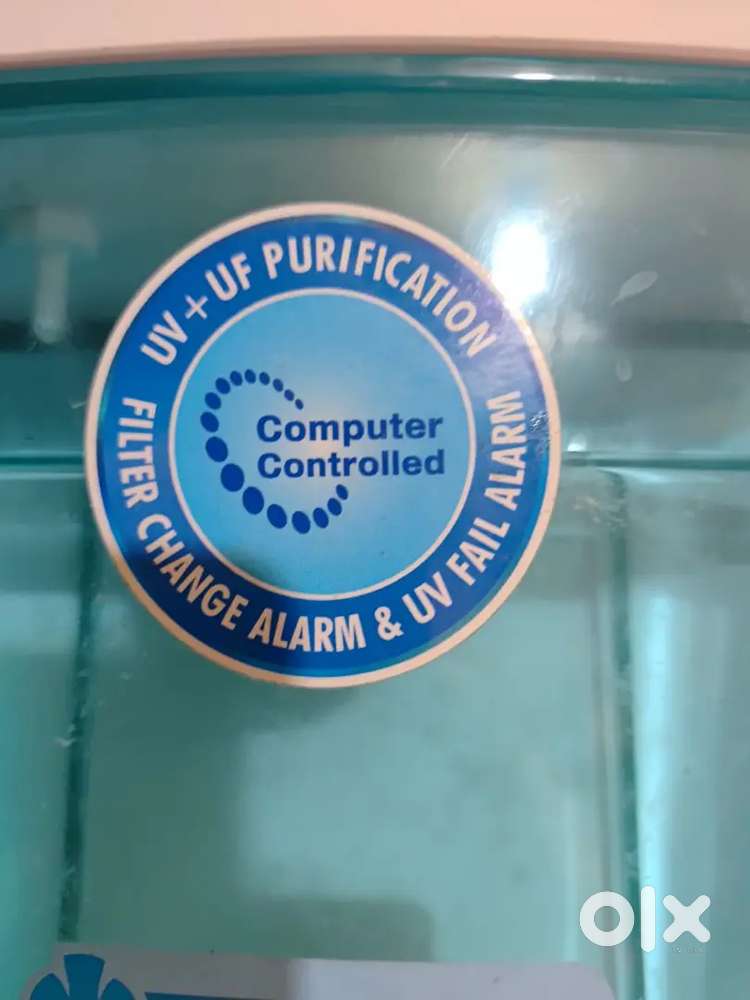 UV + UF PURIFICATION
Computer
Controlled
FILTER CHANGE ALARM & UV FAIL ALARM
olx